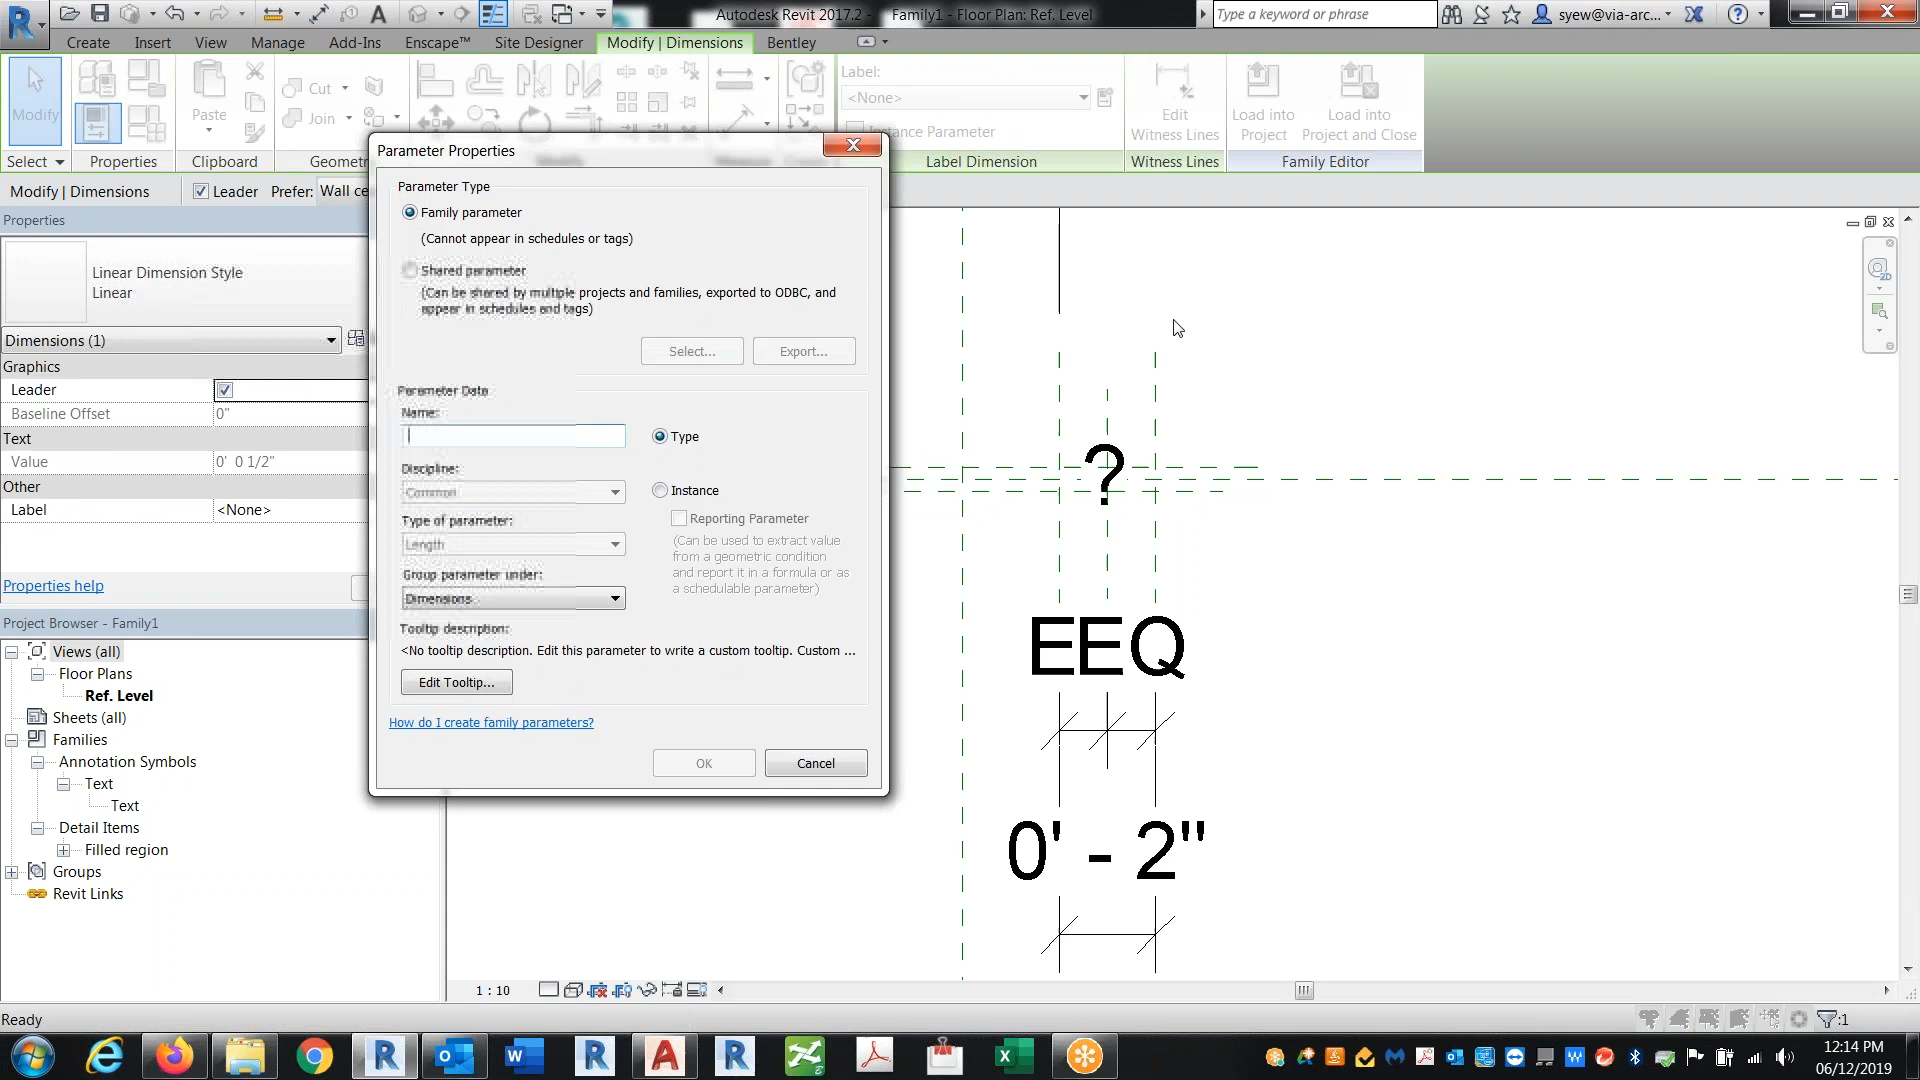 Autodesk Revit 2017.2 - Family1 - Floor Plan: Ref. Level
Type a keyword or phrase
syew@via-arc...
Create Insert View Manage Add-Ins Enscape™ Site Designer Modify | Dimensions Bentley
Modify
Paste
Cut
Join
Label:
<None>
Instance Parameter
Edit
Witness Lines
Load into
Project
Load into
Project and Close
Select Properties Clipboard Geomet Modify Measure Label Dimension Witness Lines Family Editor
Modify | Dimensions Leader Prefer: Wall ce
Properties
Linear Dimension Style
Linear
Dimensions (1)
Graphics
Leader
Baseline Offset 0"
Text
Value 0' 0 1/2"
Other
Label <None>
Properties help
Project Browser - Family1
Views (all)
Floor Plans
Ref. Level
Sheets (all)
Families
Annotation Symbols
Text
Text
Detail Items
Filled region
Groups
Revit Links
Parameter Properties
Parameter Type
Family parameter
(Cannot appear in schedules or tags)
Shared parameter
(Can be shared by multiple projects and families, exported to ODBC, and
appear in schedules and tags)
Select... Export...
Parameter Data
Name:
Type
Discipline:
Common
Instance
Type of parameter:
Reporting Parameter
Length
(Can be used to extract value
from a geometric condition
and report it in a formula or as
a schedulable parameter)
Group parameter under:
Dimensions
Tooltip description:
<No tooltip description. Edit this parameter to write a custom tooltip. Custom ...
Edit Tooltip...
How do I create family parameters?
OK Cancel
?
EEQ
0' - 2"
1 : 10
Ready
:1
12:14 PM
06/12/2019